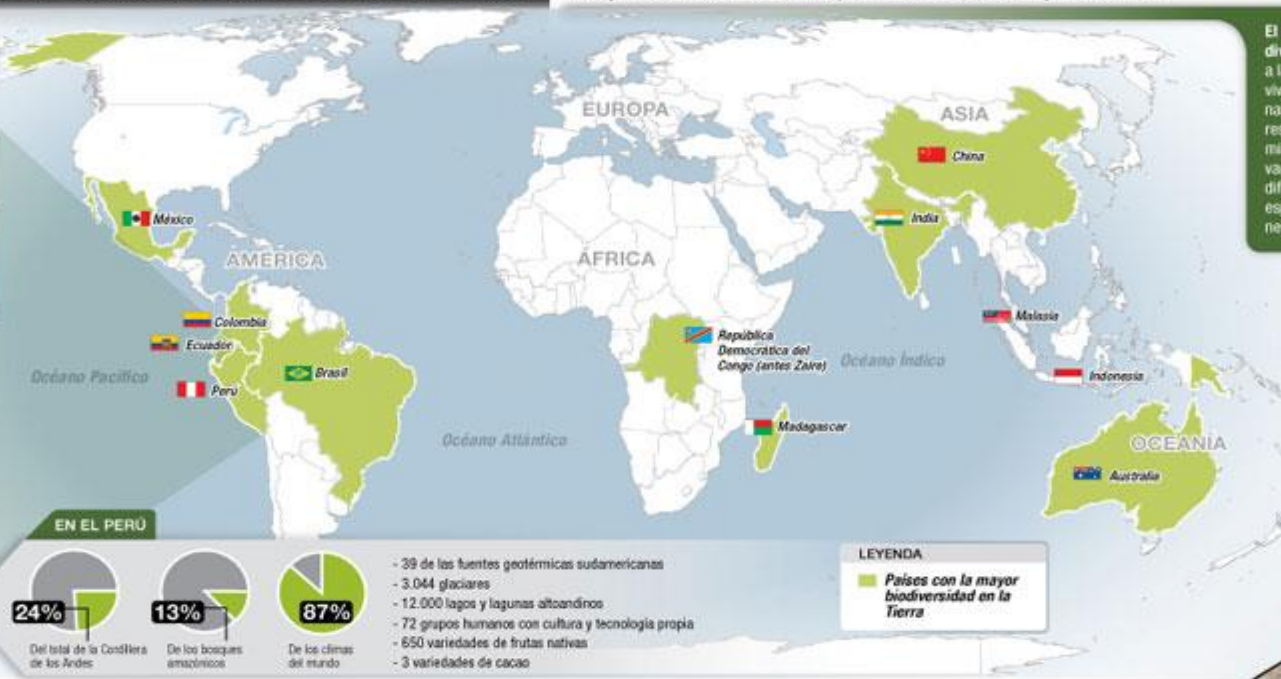 EUROPA
ASIA
China
México
India
AMÉRICA
ÁFRICA
Colombia
Ecuador
Malasia
República
Democrática del
Congo (antes Zaire)
Océano Índico
Océano Pacífico
Brasil
Indonesia
Perú
Madagascar
Océano Atlántico
OCEANÍA
Australia
EN EL PERÚ
24%
Del total de la Cordillera
de los Andes
13%
De los bosques
amazónicos
87%
De los climas
del mundo
- 39 de las fuentes geotérmicas sudamericanas
- 3.044 glaciares
- 12.000 lagos y lagunas altoandinos
- 72 grupos humanos con cultura y tecnología propia
- 650 variedades de frutas nativas
- 3 variedades de cacao
LEYENDA
Países con la mayor
biodiversidad en la
Tierra
El